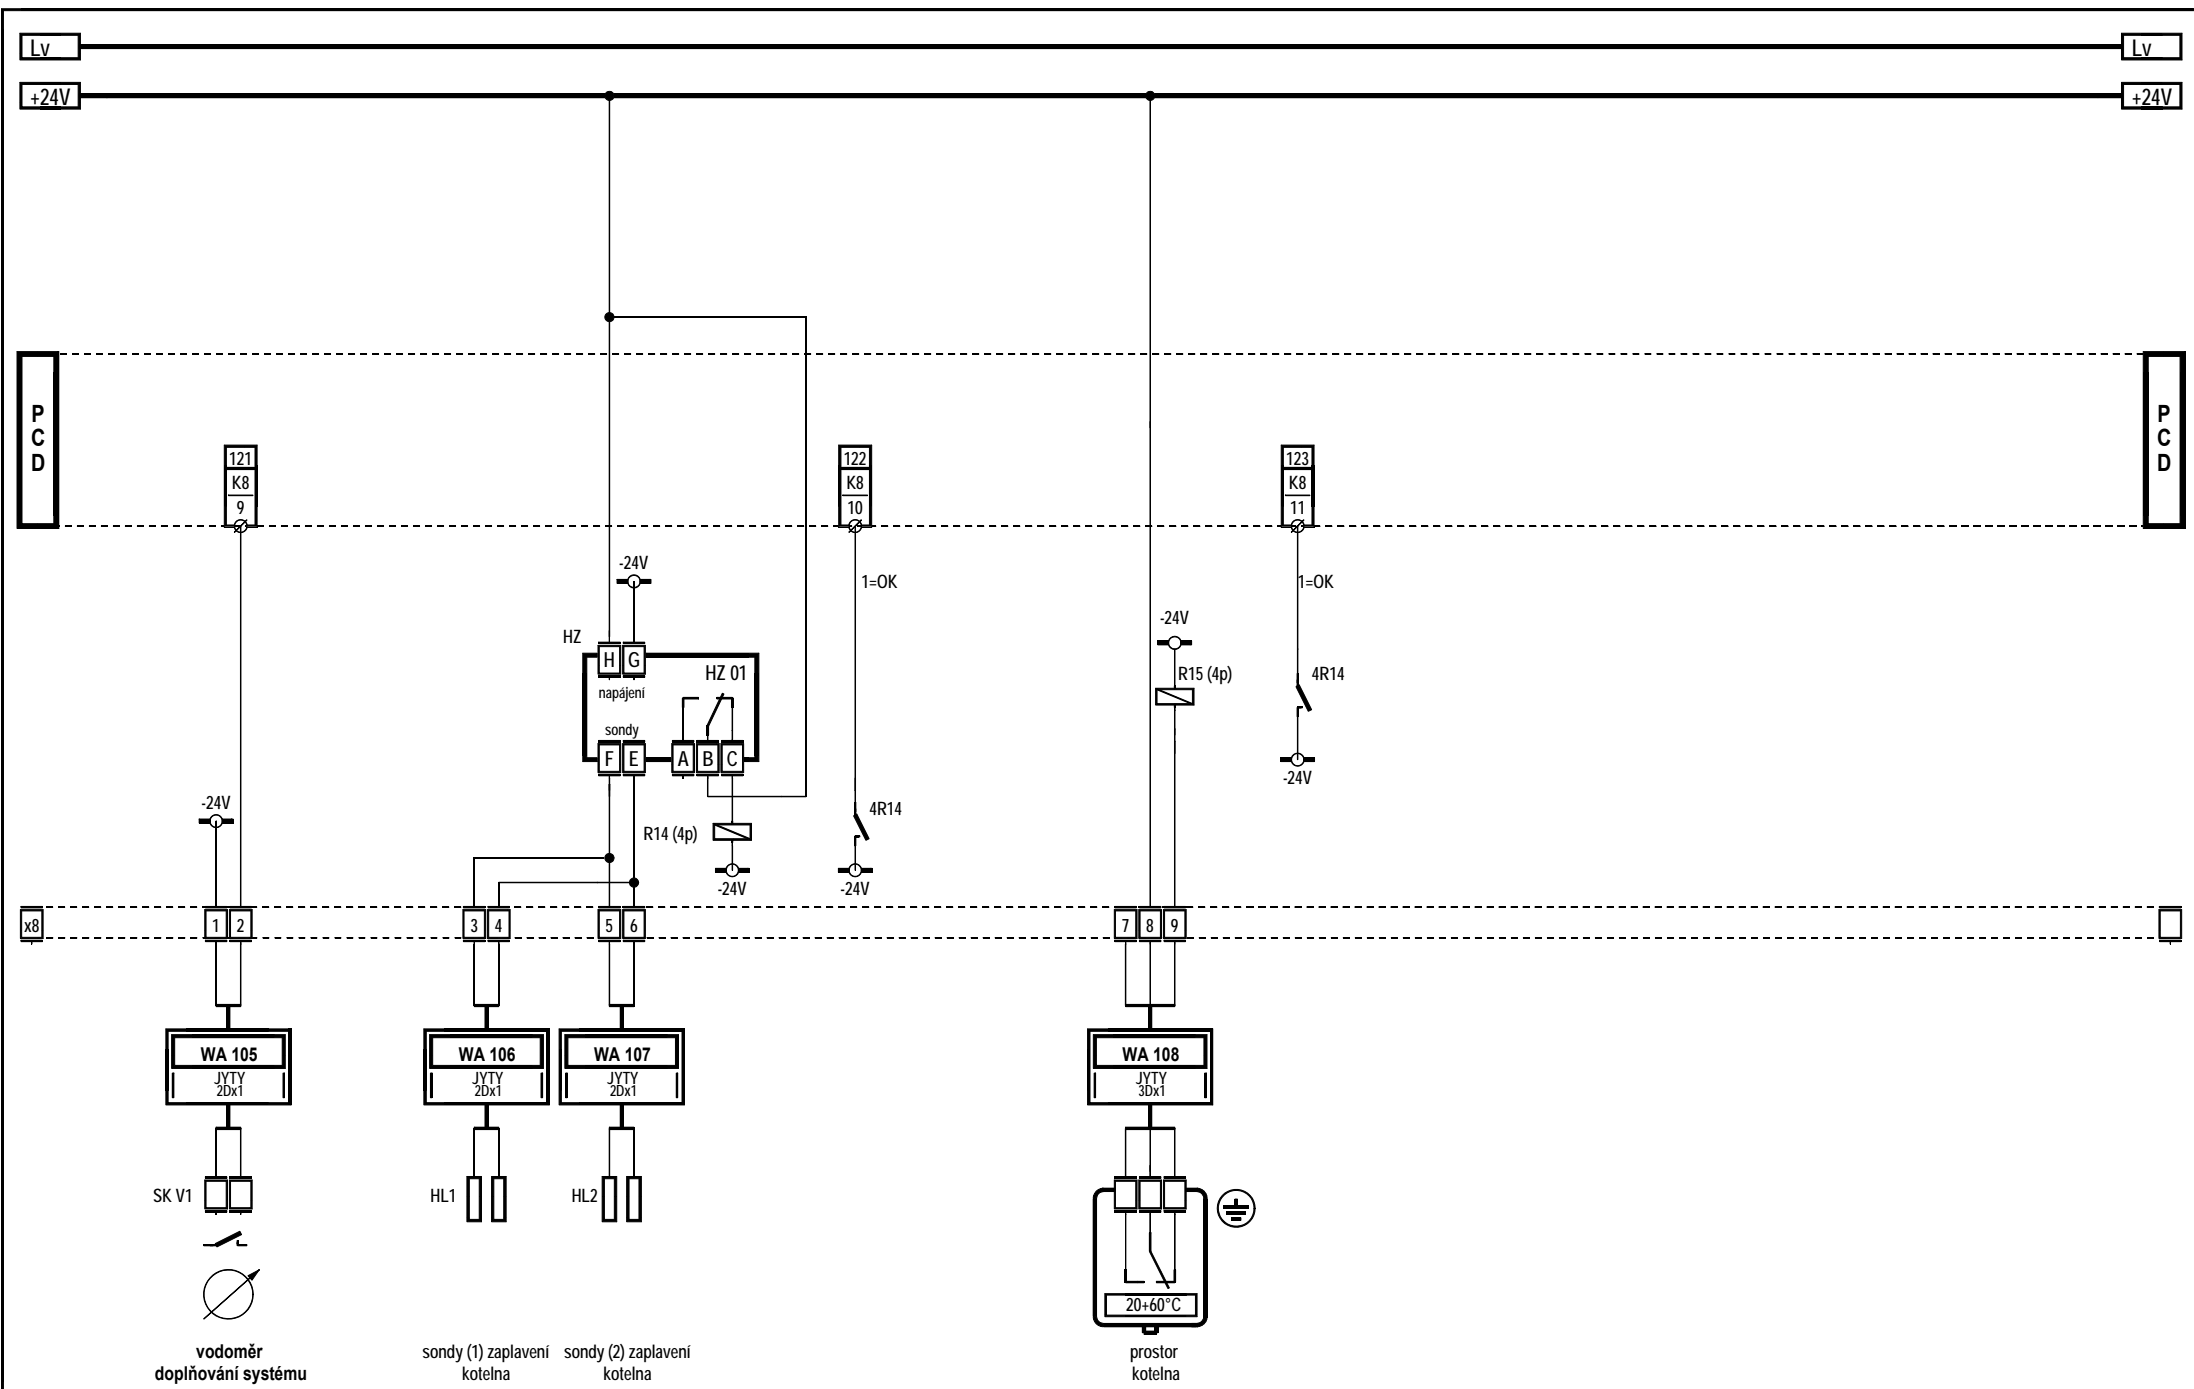 Lv
Lv
+24V
+24V
P
C
D
P
C
D
121
K8
9
122
K8
10
123
K8
11
-24V
1=OK
1=OK
-24V
HZ
H
G
HZ 01
R15 (4p)
4R14
napájení
sondy
F
E
A
B
C
-24V
-24V
4R14
R14 (4p)
-24V
-24V
x8
1
2
3
4
5
6
7
8
9
WA 105
JYTY
2Dx1
WA 106
JYTY
2Dx1
WA 107
JYTY
2Dx1
WA 108
JYTY
3Dx1
SK V1
HL1
HL2
20+60°C
vodoměr
doplňování systému
sondy (1) zaplavení
kotelna
sondy (2) zaplavení
kotelna
prostor
kotelna